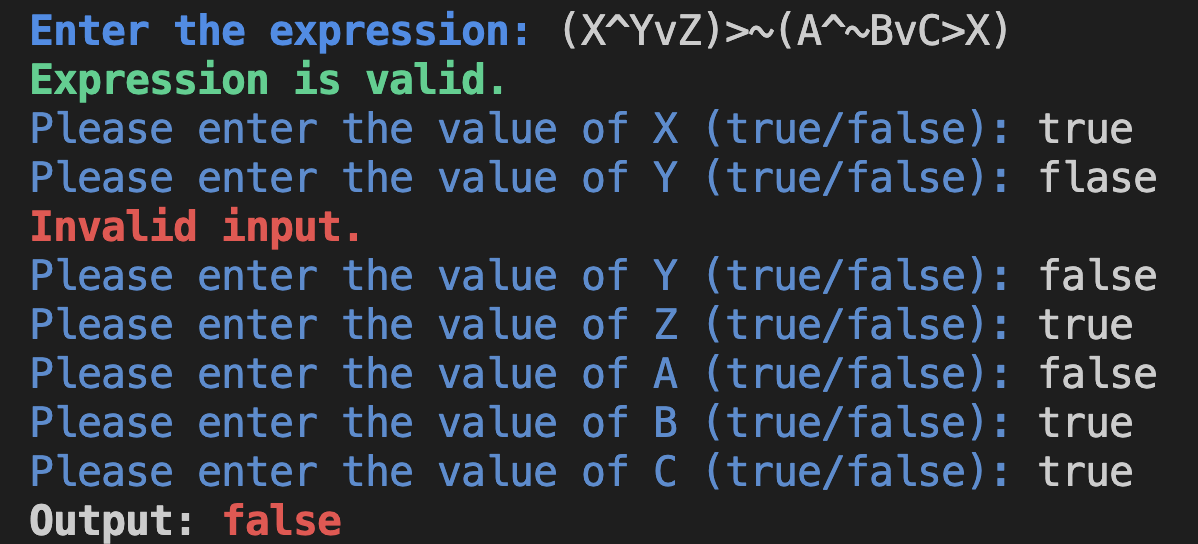 Enter the expression: (X^YvZ)>~(A^~BvC>X)
Expression is valid.
Please enter the value of X (true/false): true
Please enter the value of Y (true/false): flase
Invalid input.
Please enter the value of Y (true/false): false
Please enter the value of Z (true/false): true
Please enter the value of A (true/false): false
Please enter the value of B (true/false): true
Please enter the value of C (true/false): true
Output: false